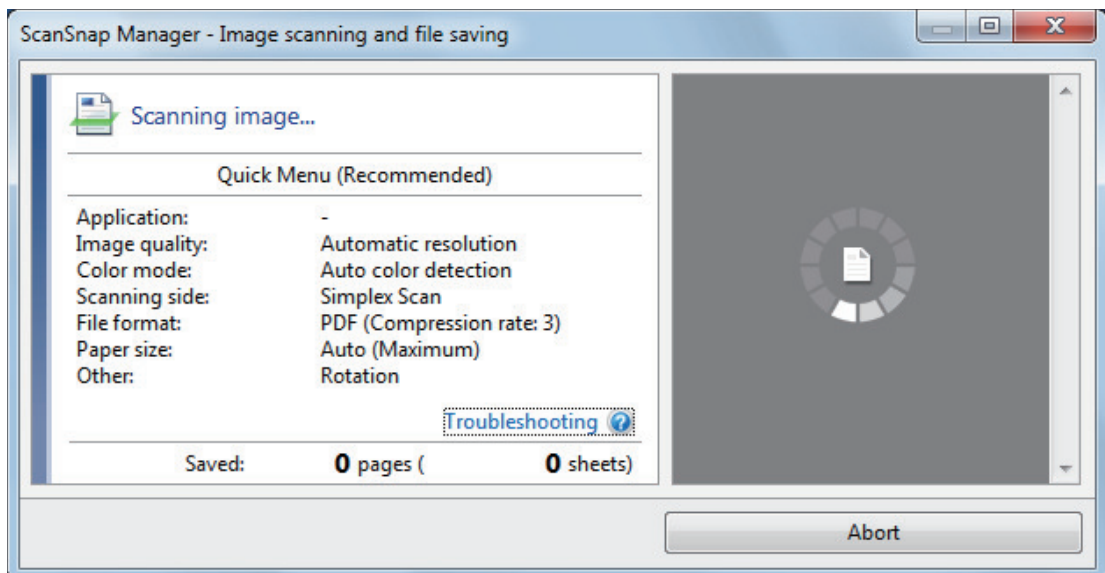 ScanSnap Manager - Image scanning and file saving
Scanning image...
Quick Menu (Recommended)
Application: -
Image quality: Automatic resolution
Color mode: Auto color detection
Scanning side: Simplex Scan
File format: PDF (Compression rate: 3)
Paper size: Auto (Maximum)
Other: Rotation
Troubleshooting ?
Saved: 0 pages ( 0 sheets)
Abort